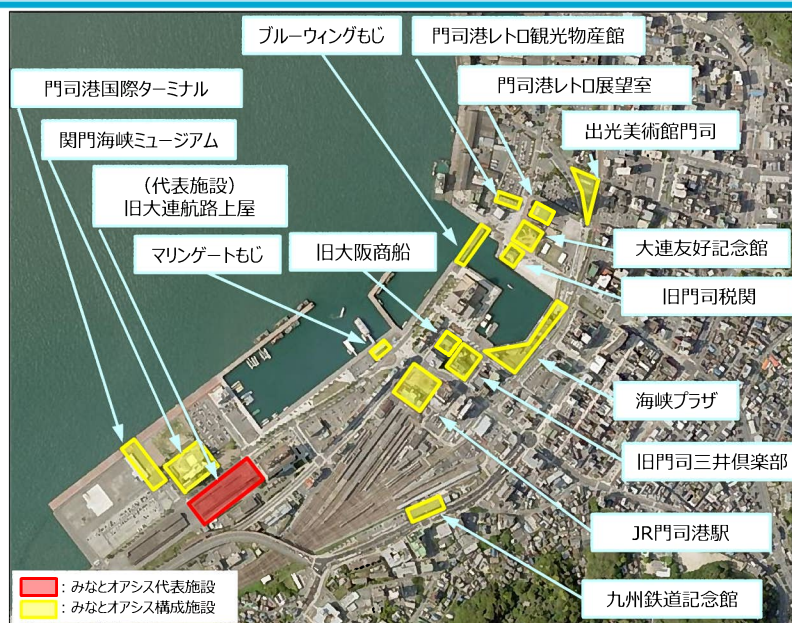 ブルーウィングもじ
門司港レトロ観光物産館
門司港レトロ展望室
門司港国際ターミナル
出光美術館門司
関門海峡ミュージアム
（代表施設）
旧大連航路上屋
マリンゲートもじ
旧大阪商船
大連友好記念館
旧門司税関
海峡プラザ
旧門司三井倶楽部
JR門司港駅
九州鉄道記念館
：みなとオアシス代表施設
：みなとオアシス構成施設